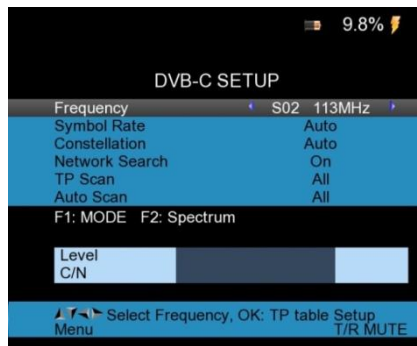 9.8%
DVB-C SETUP
Frequency S02 113MHz
Symbol Rate Auto
Constellation Auto
Network Search On
TP Scan All
Auto Scan All
F1: MODE F2: Spectrum
Level
C/N
Select Frequency, OK: TP table Setup
Menu T/R MUTE